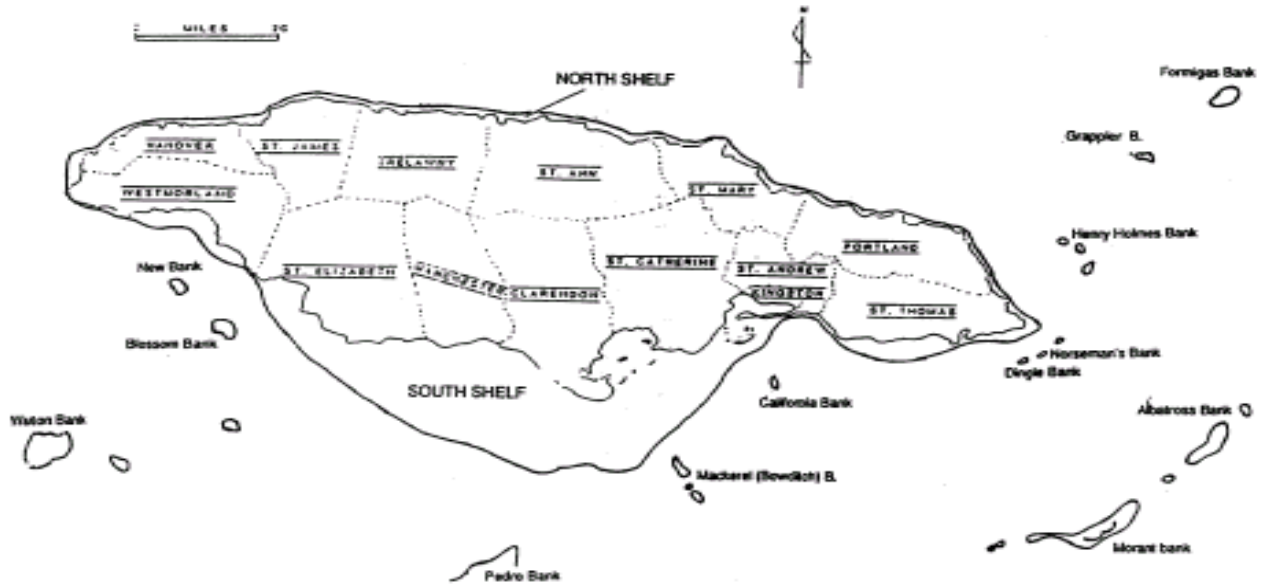 MILES 20
N
Formigas Bank
NORTH SHELF
Grappler B.
HANOVER
ST. JAMES
TRELAWNY
ST. ANN
ST. MARY
WESTMORLAND
Henry Holmes Bank
PORTLAND
New Bank
ST. ELIZABETH
MANCHESTER
CLARENDON
ST. CATHERINE
ST. ANDREW
KINGSTON
ST. THOMAS
Blossom Bank
Norseman's Bank
Dingle Bank
SOUTH SHELF
California Bank
Albatross Bank
Walton Bank
Mackerel (Bowditch) B.
Morant bank
Pedro Bank